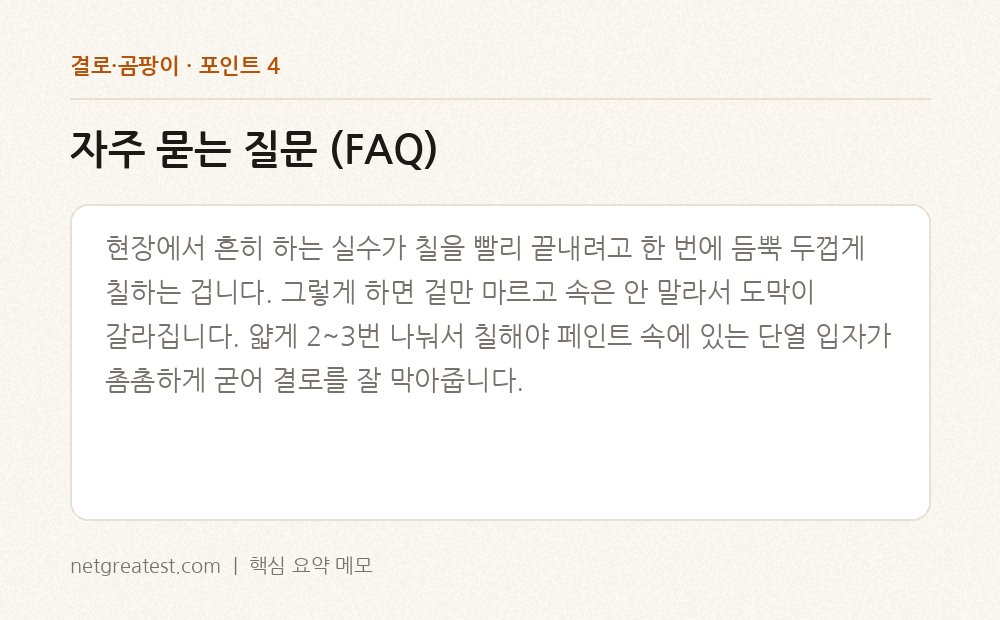 결로·곰팡이 · 포인트 4
자주 묻는 질문 (FAQ)
현장에서 흔히 하는 실수가 칠을 빨리 끝내려고 한 번에 듬뿍 두껍게
칠하는 겁니다. 그렇게 하면 겉만 마르고 속은 안 말라서 도막이
갈라집니다. 얇게 2~3번 나눠서 칠해야 페인트 속에 있는 단열 입자가
촘촘하게 굳어 결로를 잘 막아줍니다.
netgreatest.com | 핵심 요약 메모